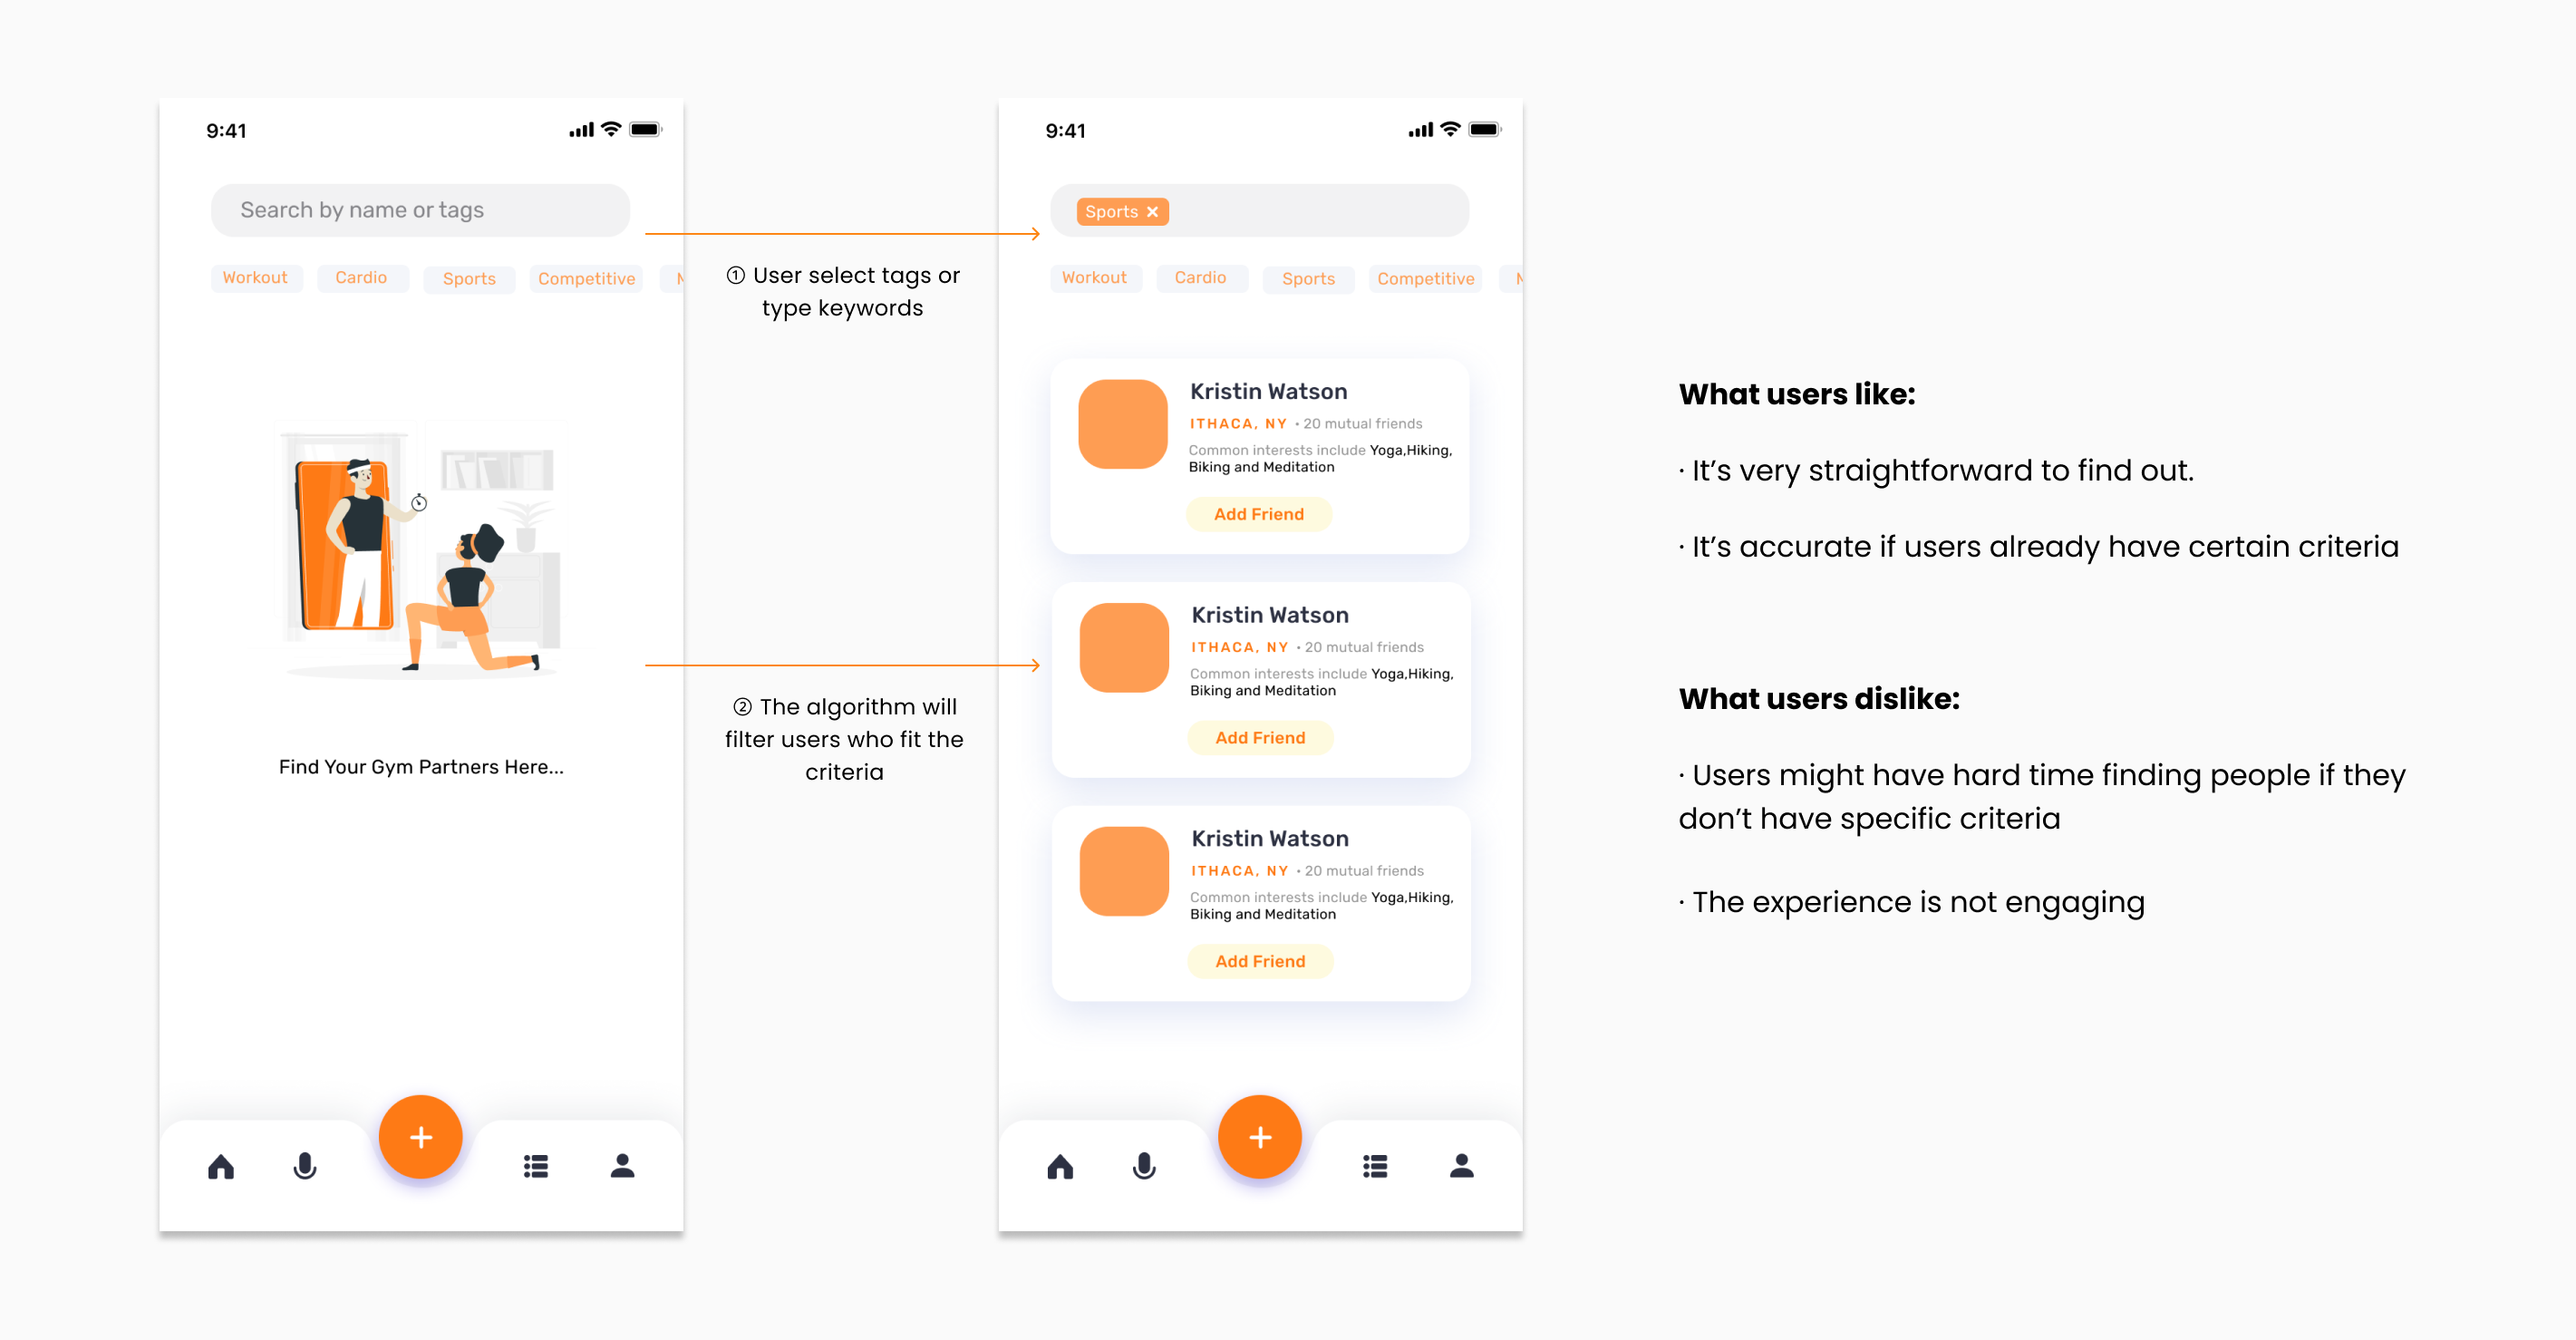 9:41
Search by name or tags
Workout Cardio Sports Competitive
Find Your Gym Partners Here...
① User select tags or
type keywords
② The algorithm will
filter users who fit the
criteria
9:41
Sports ×
Workout Cardio Sports Competitive
Kristin Watson
ITHACA, NY • 20 mutual friends
Common interests include Yoga,Hiking,
Biking and Meditation
Add Friend
Kristin Watson
ITHACA, NY • 20 mutual friends
Common interests include Yoga,Hiking,
Biking and Meditation
Add Friend
Kristin Watson
ITHACA, NY • 20 mutual friends
Common interests include Yoga,Hiking,
Biking and Meditation
Add Friend
What users like:
· It’s very straightforward to find out.
· It’s accurate if users already have certain criteria
What users dislike:
· Users might have hard time finding people if they
don’t have specific criteria
· The experience is not engaging